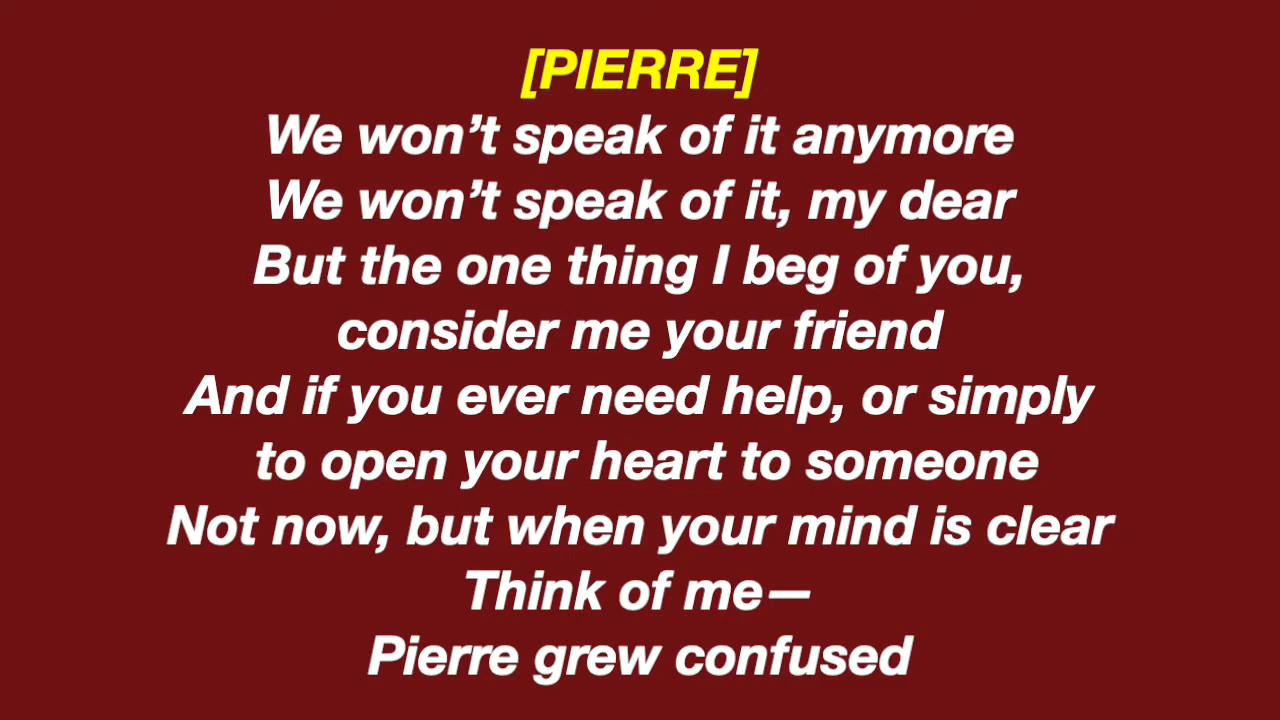 [PIERRE]
We won’t speak of it anymore
We won’t speak of it, my dear
But the one thing I beg of you,
consider me your friend
And if you ever need help, or simply
to open your heart to someone
Not now, but when your mind is clear
Think of me—
Pierre grew confused